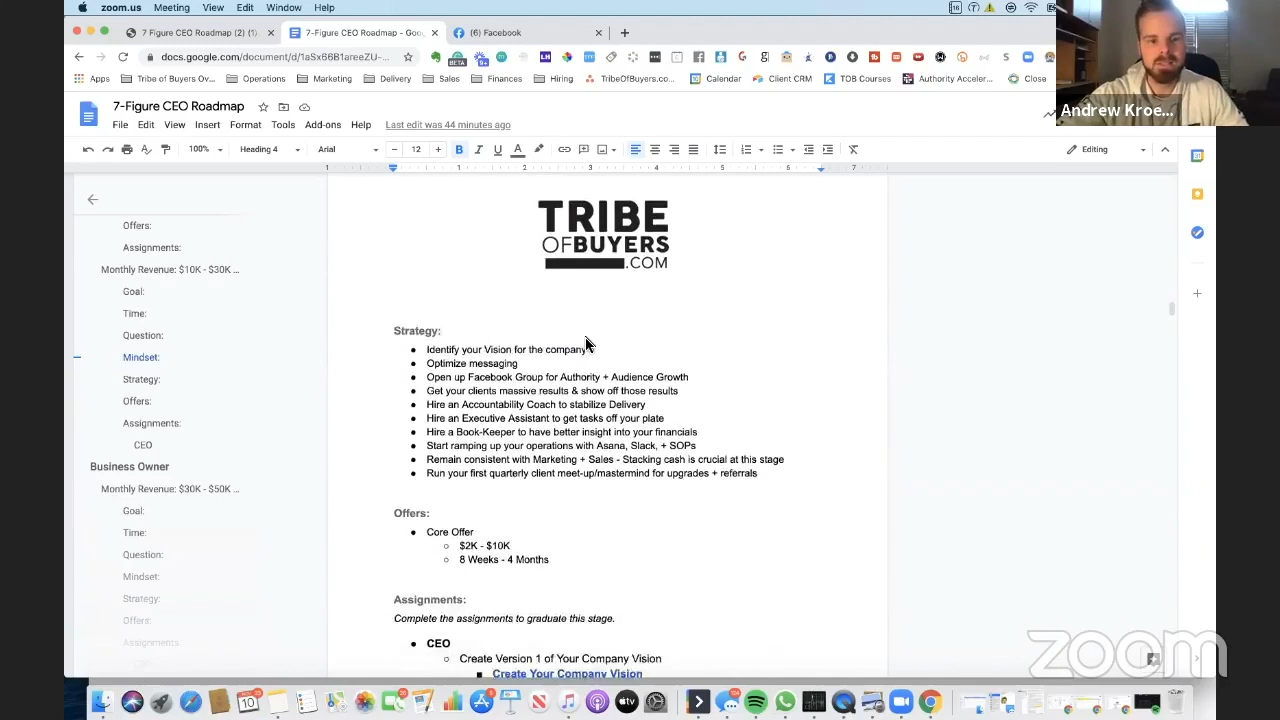 zoom.us Meeting View Edit Window Help
7 Figure CEO Roadmap (2) (1) 7-Figure CEO Roadmap - Goo (6) Facebook
docs.google.com/document/d/1aSx66B1areeZU-...
Apps Tribe of Buyers Ov... Operations Marketing Delivery Sales Finances Hiring TribeOfBuyers.co... Calendar Client CRM TOB Courses Authority Acceler... Close
Andrew Kroe...
7-Figure CEO Roadmap
File Edit View Insert Format Tools Add-ons Help Last edit was 44 minutes ago
100% Heading 4 Arial 12 B I U A Editing
1 1 2 3 4 5 6 7
Offers:
Assignments:
Monthly Revenue: $10K - $30K ...
Goal:
Time:
Question:
Mindset:
Strategy:
Offers:
Assignments:
CEO
Business Owner
Monthly Revenue: $30K - $50K ...
Goal:
Time:
Question:
Mindset:
Strategy:
Offers:
Assignments:
TRIBE
OFBUYERS
.COM
Strategy:
● Identify your Vision for the company
● Optimize messaging
● Open up Facebook Group for Authority + Audience Growth
● Get your clients massive results & show off those results
● Hire an Accountability Coach to stabilize Delivery
● Hire an Executive Assistant to get tasks off your plate
● Hire a Book-Keeper to have better insight into your financials
● Start ramping up your operations with Asana, Slack, + SOPs
● Remain consistent with Marketing + Sales - Stacking cash is crucial at this stage
● Run your first quarterly client meet-up/mastermind for upgrades + referrals
Offers:
● Core Offer
○ $2K - $10K
○ 8 Weeks - 4 Months
Assignments:
Complete the assignments to graduate this stage.
● CEO
○ Create Version 1 of Your Company Vision
■ Create Your Company Vision
zoom
tv